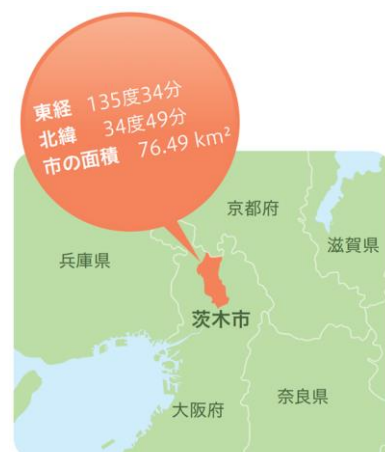 東経 135度34分
北緯 34度49分
市の面積 76.49 km²
京都府
滋賀県
兵庫県
茨木市
大阪府
奈良県